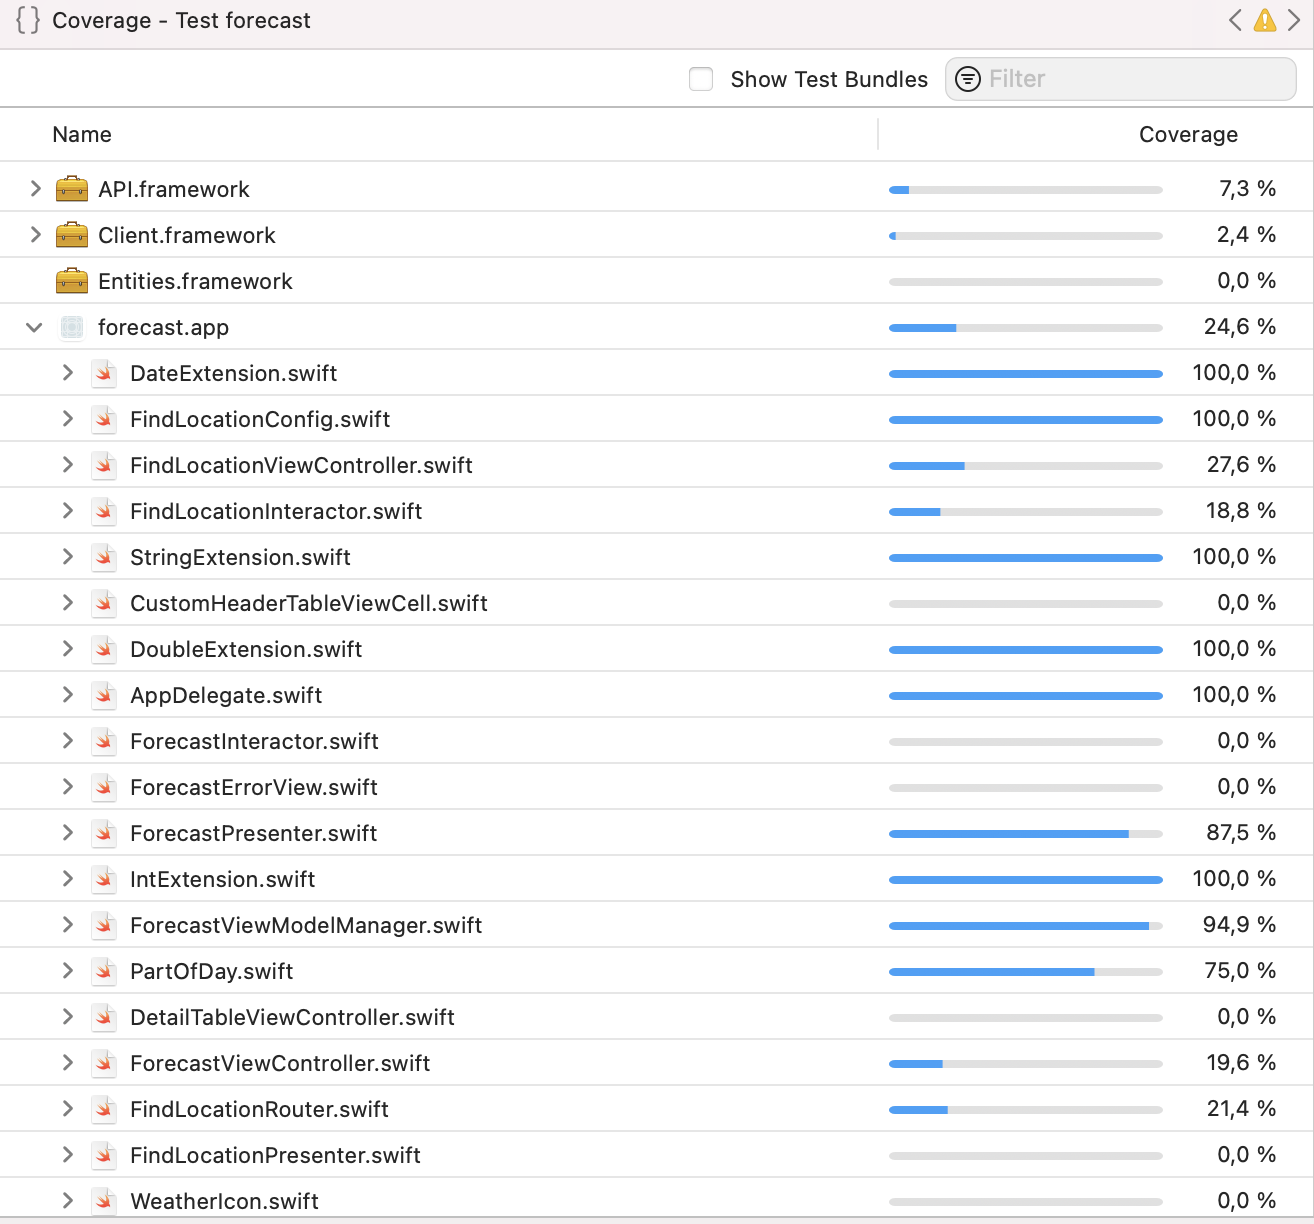 {} Coverage - Test forecast
Show Test Bundles Filter
Name Coverage
API.framework 7,3 %
Client.framework 2,4 %
Entities.framework 0,0 %
forecast.app 24,6 %
DateExtension.swift 100,0 %
FindLocationConfig.swift 100,0 %
FindLocationViewController.swift 27,6 %
FindLocationInteractor.swift 18,8 %
StringExtension.swift 100,0 %
CustomHeaderTableViewCell.swift 0,0 %
DoubleExtension.swift 100,0 %
AppDelegate.swift 100,0 %
ForecastInteractor.swift 0,0 %
ForecastErrorView.swift 0,0 %
ForecastPresenter.swift 87,5 %
IntExtension.swift 100,0 %
ForecastViewModelManager.swift 94,9 %
PartOfDay.swift 75,0 %
DetailTableViewController.swift 0,0 %
ForecastViewController.swift 19,6 %
FindLocationRouter.swift 21,4 %
FindLocationPresenter.swift 0,0 %
WeatherIcon.swift 0,0 %